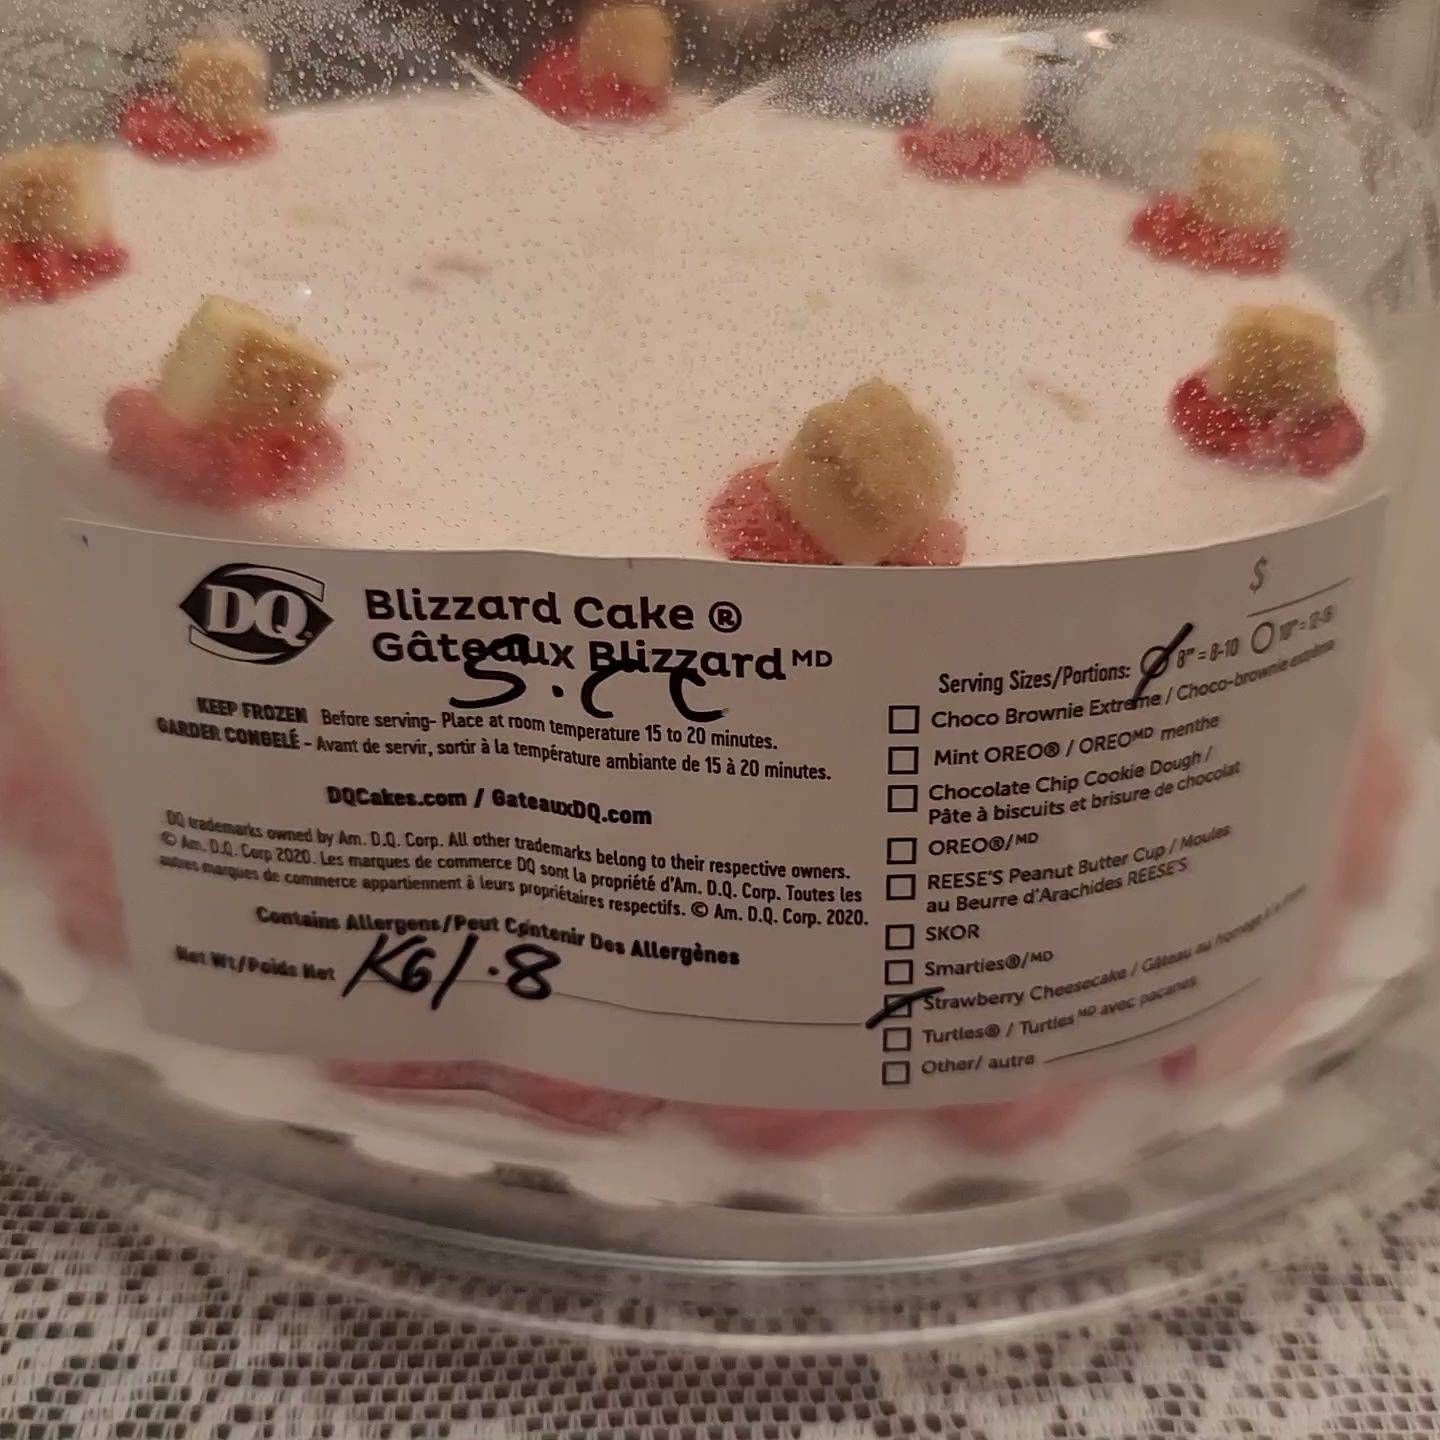 DQ.
Blizzard Cake ®
Gâteaux Blizzard MD
S.CC
KEEP FROZEN Before serving- Place at room temperature 15 to 20 minutes.
GARDER CONGELÉ - Avant de servir, sortir à la température ambiante de 15 à 20 minutes.
DQCakes.com / GateauxDQ.com
DQ trademarks owned by Am. D.Q. Corp. All other trademarks belong to their respective owners.
© Am. D.Q. Corp 2020. Les marques de commerce DQ sont la propriété d'Am. D.Q. Corp. Toutes les
autres marques de commerce appartiennent à leurs propriétaires respectifs. © Am. D.Q. Corp. 2020.
Contains Allergens/Peut Contenir Des Allergènes
Net Wt/Poids Net KG/.8
$
Serving Sizes/Portions: 8" = 8-10 10" = 12-15
Choco Brownie Extreme / Choco-brownie extrême
Mint OREO® / OREO MD menthe
Chocolate Chip Cookie Dough /
Pâte à biscuits et brisure de chocolat
OREO®/MD
REESE'S Peanut Butter Cup / Moules
au Beurre d'Arachides REESE'S
SKOR
Smarties®/MD
Strawberry Cheesecake / Gâteau au fromage
Turtles® / Turtles MD avec pacanes
Other/ autre